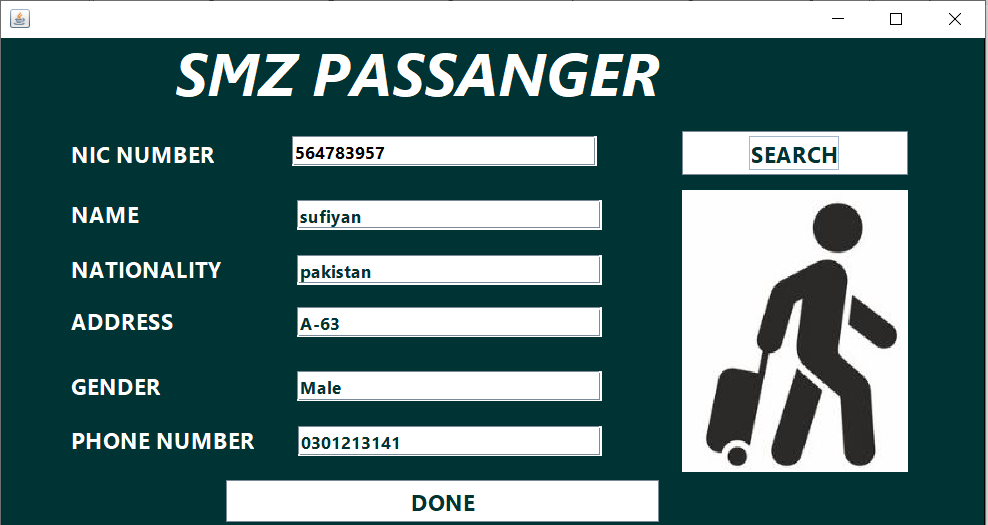 SMZ PASSANGER
NIC NUMBER 564783957 SEARCH
NAME sufiyan
NATIONALITY pakistan
ADDRESS A-63
GENDER Male
PHONE NUMBER 0301213141
DONE